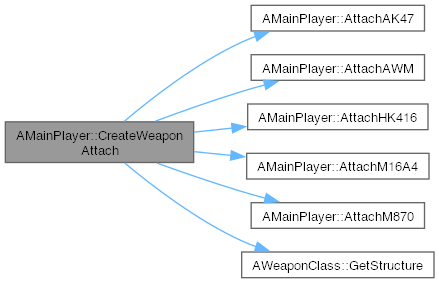 AMainPlayer::CreateWeapon
Attach
AMainPlayer::AttachAK47
AMainPlayer::AttachAWM
AMainPlayer::AttachHK416
AMainPlayer::AttachM16A4
AMainPlayer::AttachM870
AWeaponClass::GetStructure